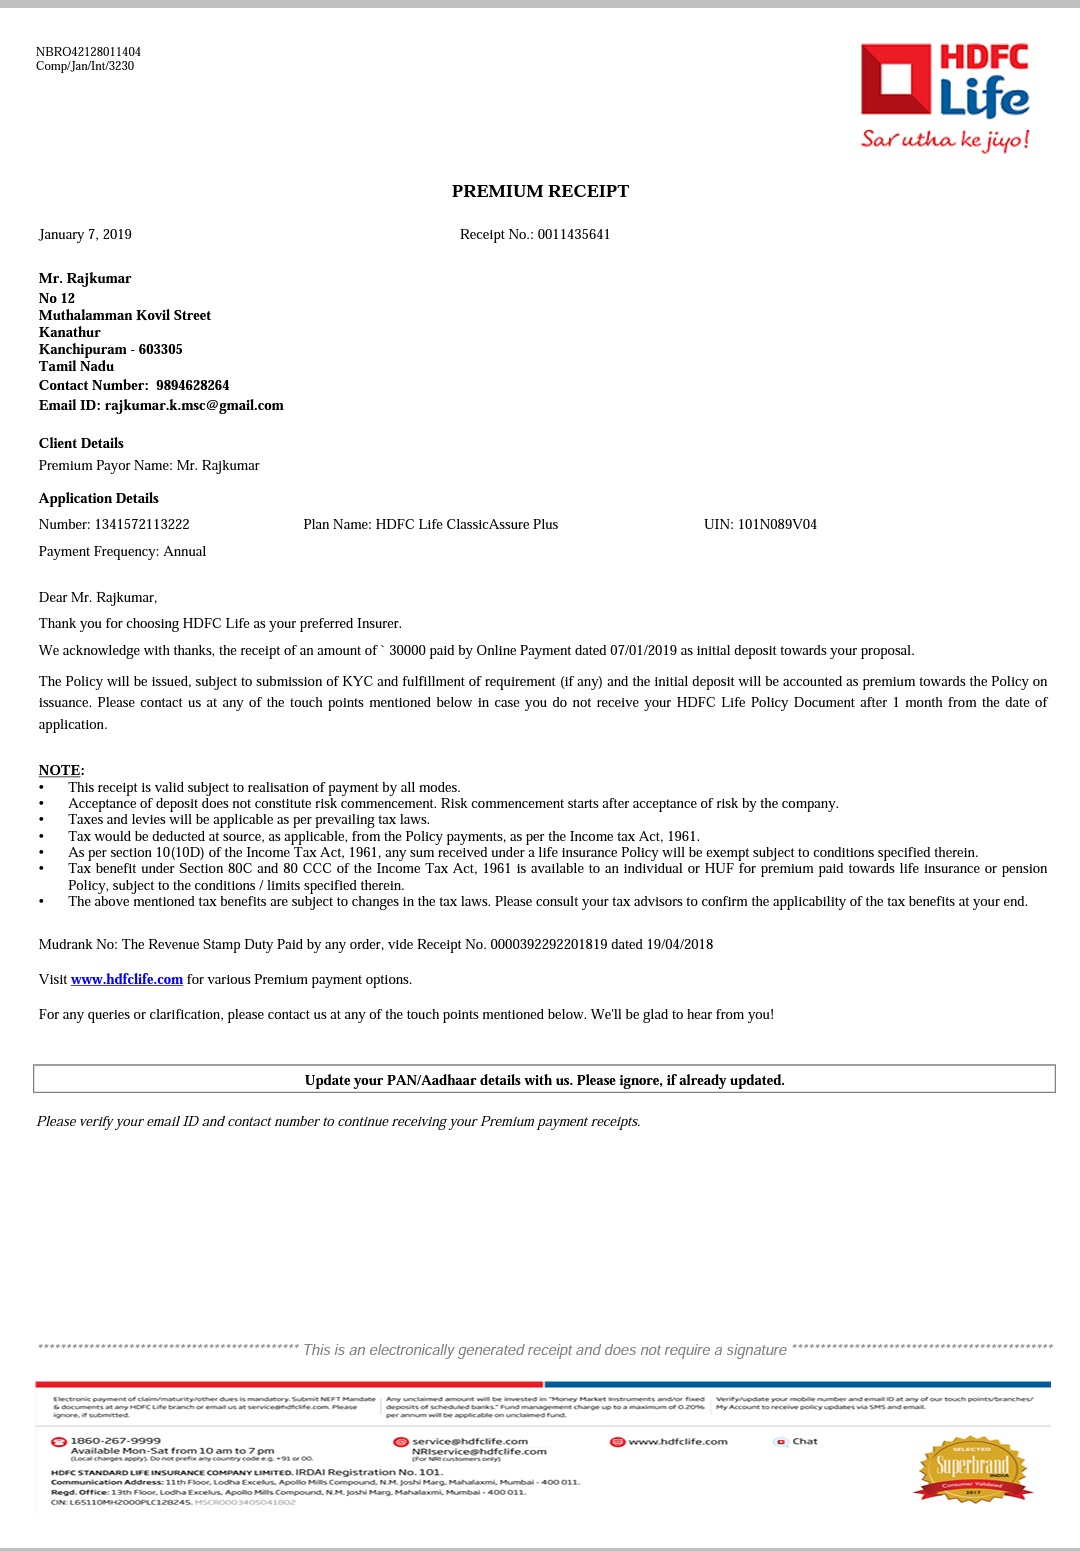 NBRO42128011404
Comp/Jan/Int/3230
HDFC
Life
Sar utha ke jiyo!
PREMIUM RECEIPT
January 7, 2019 Receipt No.: 0011435641
Mr. Rajkumar
No 12
Muthalamman Kovil Street
Kanathur
Kanchipuram - 603305
Tamil Nadu
Contact Number: 9894628264
Email ID: rajkumar.k.msc@gmail.com
Client Details
Premium Payor Name: Mr. Rajkumar
Application Details
Number: 1341572113222 Plan Name: HDFC Life ClassicAssure Plus UIN: 101N089V04
Payment Frequency: Annual
Dear Mr. Rajkumar,
Thank you for choosing HDFC Life as your preferred Insurer.
We acknowledge with thanks, the receipt of an amount of ` 30000 paid by Online Payment dated 07/01/2019 as initial deposit towards your proposal.
The Policy will be issued, subject to submission of KYC and fulfillment of requirement (if any) and the initial deposit will be accounted as premium towards the Policy on
issuance. Please contact us at any of the touch points mentioned below in case you do not receive your HDFC Life Policy Document after 1 month from the date of
application.
NOTE:
• This receipt is valid subject to realisation of payment by all modes.
• Acceptance of deposit does not constitute risk commencement. Risk commencement starts after acceptance of risk by the company.
• Taxes and levies will be applicable as per prevailing tax laws.
• Tax would be deducted at source, as applicable, from the Policy payments, as per the Income tax Act, 1961.
• As per section 10(10D) of the Income Tax Act, 1961, any sum received under a life insurance Policy will be exempt subject to conditions specified therein.
• Tax benefit under Section 80C and 80 CCC of the Income Tax Act, 1961 is available to an individual or HUF for premium paid towards life insurance or pension
Policy, subject to the conditions / limits specified therein.
• The above mentioned tax benefits are subject to changes in the tax laws. Please consult your tax advisors to confirm the applicability of the tax benefits at your end.
Mudrank No: The Revenue Stamp Duty Paid by any order, vide Receipt No. 0000392292201819 dated 19/04/2018
Visit www.hdfclife.com for various Premium payment options.
For any queries or clarification, please contact us at any of the touch points mentioned below. We'll be glad to hear from you!
Update your PAN/Aadhaar details with us. Please ignore, if already updated.
Please verify your email ID and contact number to continue receiving your Premium payment receipts.
********************************************** This is an electronically generated receipt and does not require a signature **********************************************
Electronic payment of claim/maturity/other dues is mandatory. Submit NEFT Mandate
& documents at any HDFC Life branch or email us at service@hdfclife.com. Please
ignore, if submitted.
Any unclaimed amount will be invested in "Money Market Instruments and/or fixed
deposits of scheduled banks." Fund management charge up to a maximum of 0.20%
per annum will be applicable on unclaimed fund.
Verify/update your mobile number and email ID at any of our touch points/branches/
My Account to receive policy updates via SMS and email.
1860-267-9999
Available Mon-Sat from 10 am to 7 pm
(Local charges apply). Do not prefix any country code e.g. +91 or 00.
service@hdfclife.com
NRIservice@hdfclife.com
(For NRI customers only)
www.hdfclife.com
Chat
HDFC STANDARD LIFE INSURANCE COMPANY LIMITED. IRDAI Registration No. 101.
Communication Address: 11th Floor, Lodha Excelus, Apollo Mills Compound, N.M. Joshi Marg, Mahalaxmi, Mumbai - 400 011.
Regd. Office: 13th Floor, Lodha Excelus, Apollo Mills Compound, N.M. Joshi Marg, Mahalaxmi, Mumbai - 400 011.
CIN: L65110MH2000PLC128245. MSCR000340S041802
SELECTED
Superbrand
INDIA
Consumer Validated
2017